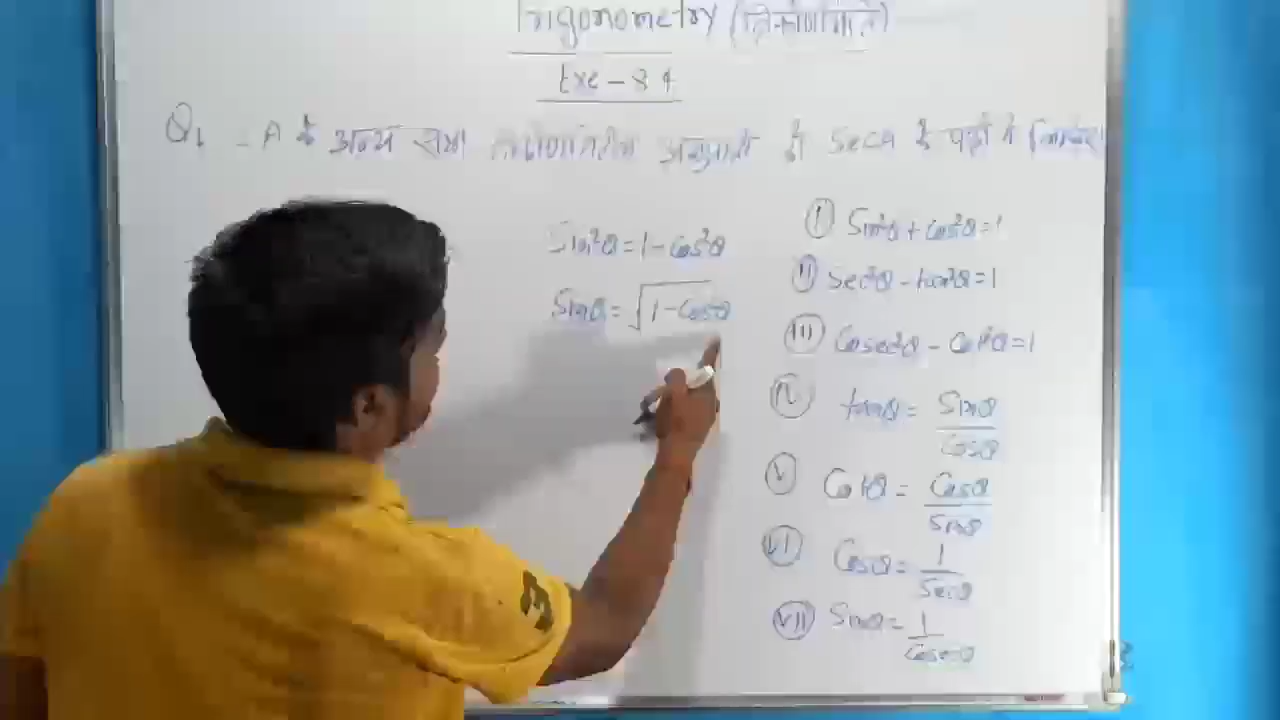 Trigonometry (त्रिकोणमिति)
Exe - 8.4
Q = A के अन्य सभी त्रिकोणमितीय अनुपातों को SecA के पदों में
Sin²θ = 1 - Cos²θ
Sinθ = √1 - Cos²θ
(i) Sin²θ + Cos²θ = 1
(ii) Sec²θ - tan²θ = 1
(iii) Cosec²θ - Cot²θ = 1
(iv) tanθ = Sinθ/Cosθ
(v) Cotθ = Cosθ/Sinθ
(vi) Cosθ = 1/Secθ
(vii) Sinθ = 1/Cosecθ